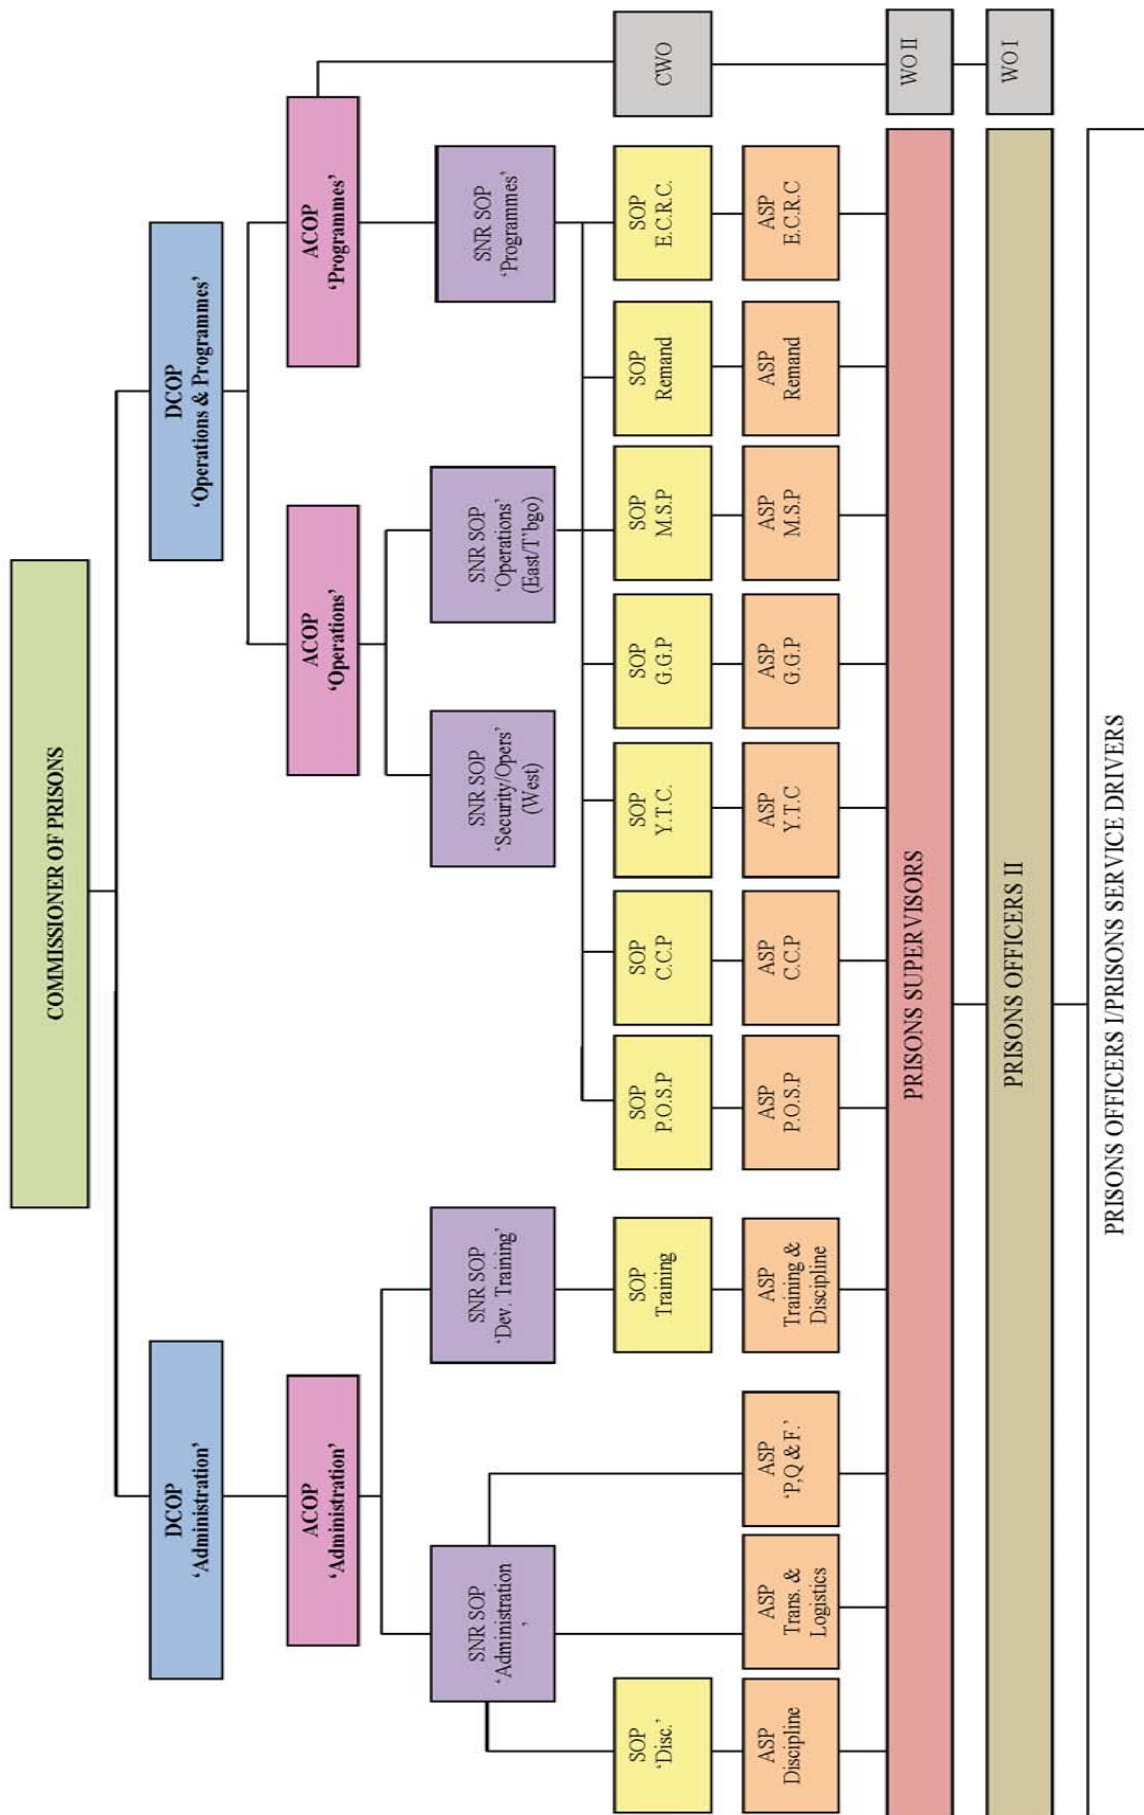 COMMISSIONER OF PRISONS
DCOP
‘Administration’
DCOP
‘Operations & Programmes’
ACOP
‘Administration’
ACOP
‘Operations’
ACOP
‘Programmes’
SNR SOP
‘Administration
’
SNR SOP
‘Dev. Training’
SNR SOP
‘Security/Opers’
(West)
SNR SOP
‘Operations’
(East/T’bgo)
SNR SOP
‘Programmes’
SOP
‘Disc.’
SOP
Training
SOP
P.O.S.P
SOP
C.C.P
SOP
Y.T.C.
SOP
G.G.P
SOP
M.S.P
SOP
Remand
SOP
E.C.R.C.
CWO
ASP
Discipline
ASP
Trans. &
Logistics
ASP
‘P,Q & F.’
ASP
Training &
Discipline
ASP
P.O.S.P
ASP
C.C.P
ASP
Y.T.C
ASP
G.G.P
ASP
M.S.P
ASP
Remand
ASP
E.C.R.C
PRISONS SUPERVISORS
WO II
PRISONS OFFICERS II
WO I
PRISONS OFFICERS I/PRISONS SERVICE DRIVERS